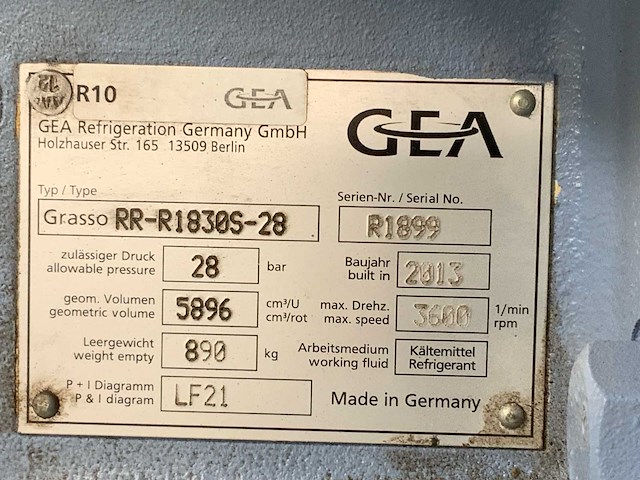 R10 GEA
GEA Refrigeration Germany GmbH
Holzhauser Str. 165 13509 Berlin
GEA
Typ / Type
Grasso RR-R1830S-28
Serien-Nr. / Serial No.
R1899
zulässiger Druck
allowable pressure
28 bar
Baujahr
built in
2013
geom. Volumen
geometric volume
5896 cm³/U
cm³/rot
max. Drehz.
max. speed
3600 1/min
rpm
Leergewicht
weight empty
890 kg
Arbeitsmedium
working fluid
Kältemittel
Refrigerant
P + I Diagramm
P & I diagram
LF21
Made in Germany